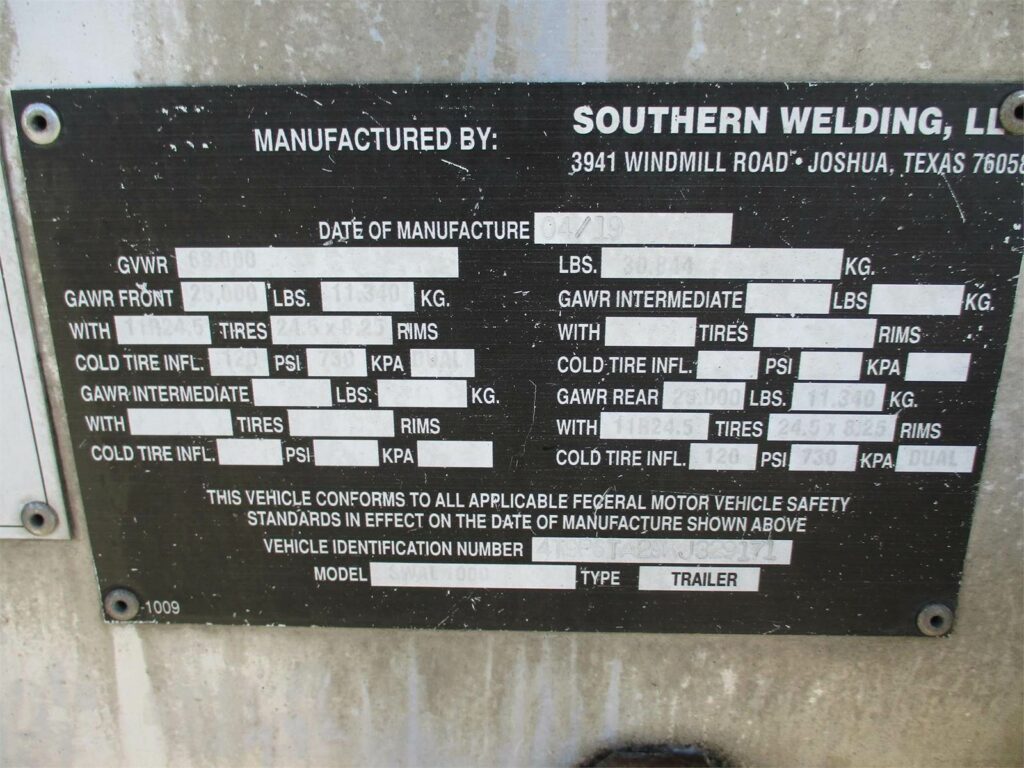 MANUFACTURED BY:
SOUTHERN WELDING,
3941 WINDMILL ROAD • JOSHUA, TEXAS 76058
DATE OF MANUFACTURE 04/19
GVWR LBS. KG.
GAWR FRONT 25,000 LBS. 11,340 KG. GAWR INTERMEDIATE LBS KG.
WITH 11R24.5 TIRES 24.5 x 8.25 RIMS WITH TIRES RIMS
COLD TIRE INFL. 120 PSI 730 KPA DUAL COLD TIRE INFL. PSI KPA
GAWR INTERMEDIATE LBS. KG. GAWR REAR 25,000 LBS. 11,340 KG.
WITH TIRES RIMS WITH 11R24.5 TIRES 24.5 x 8.25 RIMS
COLD TIRE INFL. PSI KPA COLD TIRE INFL. 120 PSI 730 KPA DUAL
THIS VEHICLE CONFORMS TO ALL APPLICABLE FECERAL MOTOR VEHICLE SAFETY
STANDARDS IN EFFECT ON THE DATE OF MANUFACTURE SHOWN ABOVE
VEHICLE IDENTIFICATION NUMBER
MODEL TYPE TRAILER
-1009